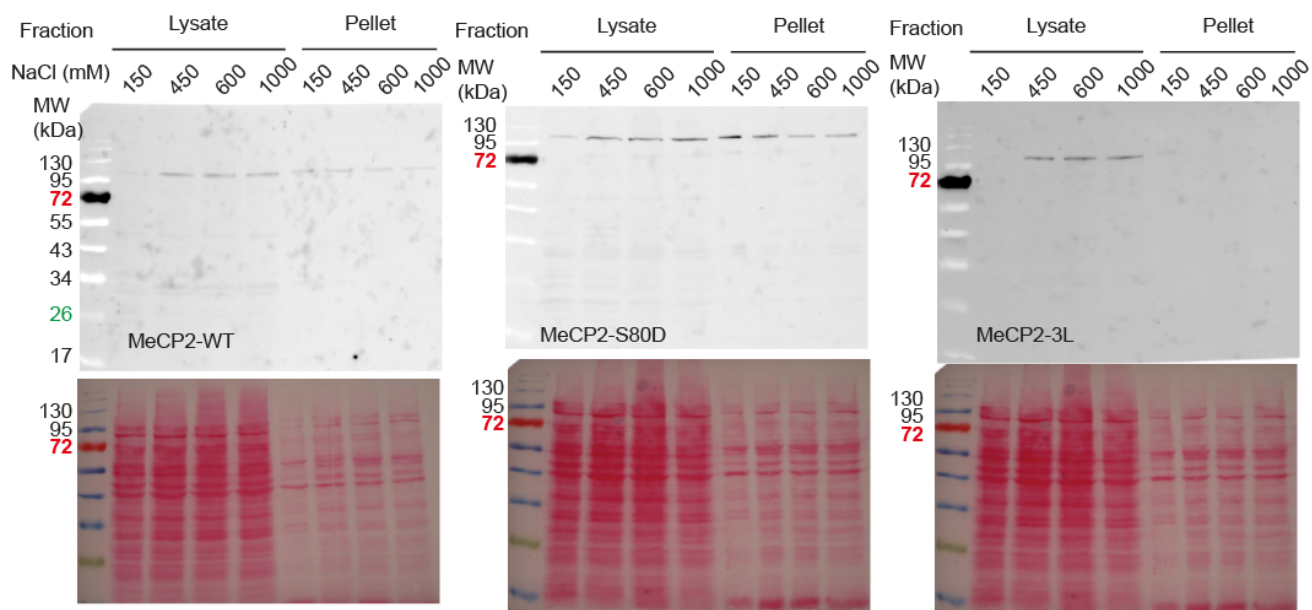 Fraction Lysate Pellet
NaCl (mM) 150 450 600 1000 150 450 600 1000
MW
(kDa)
130
95
72
55
43
34
26
17
MeCP2-WT
130
95
72
Fraction Lysate Pellet
MW
(kDa)
150 450 600 1000 150 450 600 1000
130
95
72
MeCP2-S80D
130
95
72
Fraction Lysate Pellet
MW
(kDa)
150 450 600 1000 150 450 600 1000
130
95
72
MeCP2-3L
130
95
72